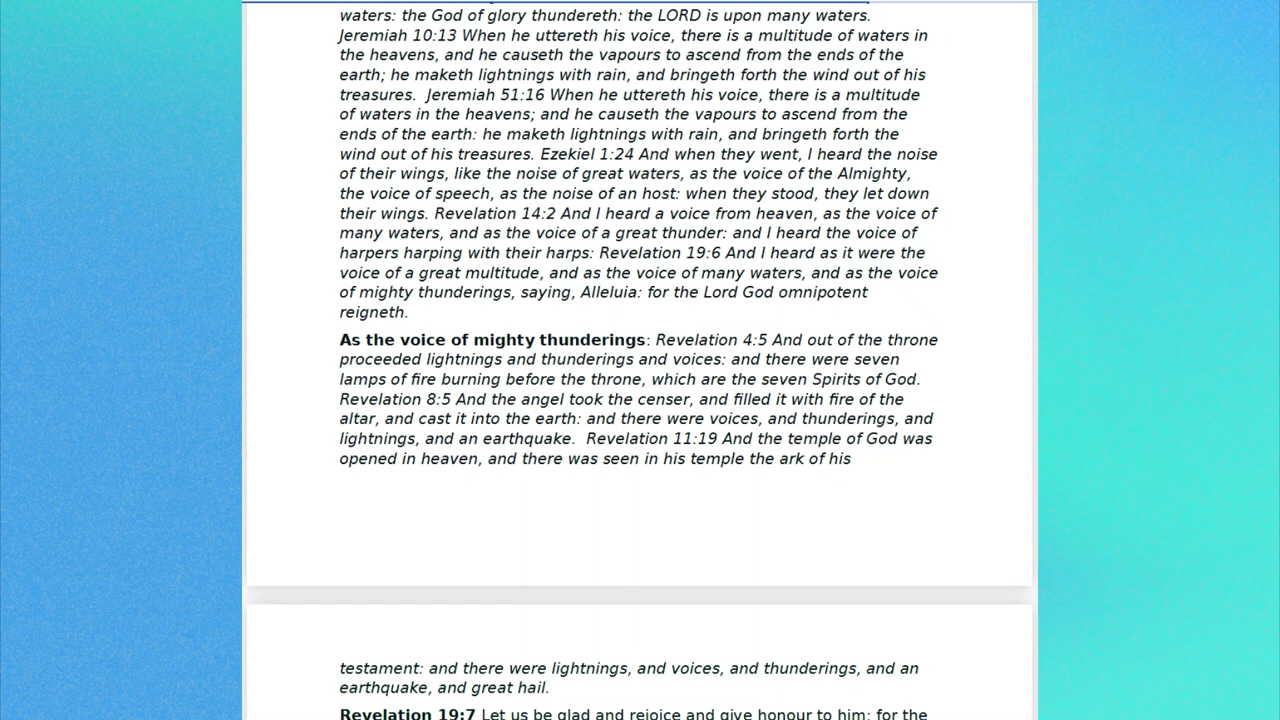 waters: the God of glory thundereth: the LORD is upon many waters.
Jeremiah 10:13 When he uttereth his voice, there is a multitude of waters in
the heavens, and he causeth the vapours to ascend from the ends of the
earth; he maketh lightnings with rain, and bringeth forth the wind out of his
treasures.  Jeremiah 51:16 When he uttereth his voice, there is a multitude
of waters in the heavens; and he causeth the vapours to ascend from the
ends of the earth: he maketh lightnings with rain, and bringeth forth the
wind out of his treasures. Ezekiel 1:24 And when they went, I heard the noise
of their wings, like the noise of great waters, as the voice of the Almighty,
the voice of speech, as the noise of an host: when they stood, they let down
their wings. Revelation 14:2 And I heard a voice from heaven, as the voice of
many waters, and as the voice of a great thunder: and I heard the voice of
harpers harping with their harps: Revelation 19:6 And I heard as it were the
voice of a great multitude, and as the voice of many waters, and as the voice
of mighty thunderings, saying, Alleluia: for the Lord God omnipotent
reigneth.
As the voice of mighty thunderings: Revelation 4:5 And out of the throne
proceeded lightnings and thunderings and voices: and there were seven
lamps of fire burning before the throne, which are the seven Spirits of God.
Revelation 8:5 And the angel took the censer, and filled it with fire of the
altar, and cast it into the earth: and there were voices, and thunderings, and
lightnings, and an earthquake.  Revelation 11:19 And the temple of God was
opened in heaven, and there was seen in his temple the ark of his
testament: and there were lightnings, and voices, and thunderings, and an
earthquake, and great hail.
Revelation 19:7 Let us be glad and rejoice and give honour to him: for the